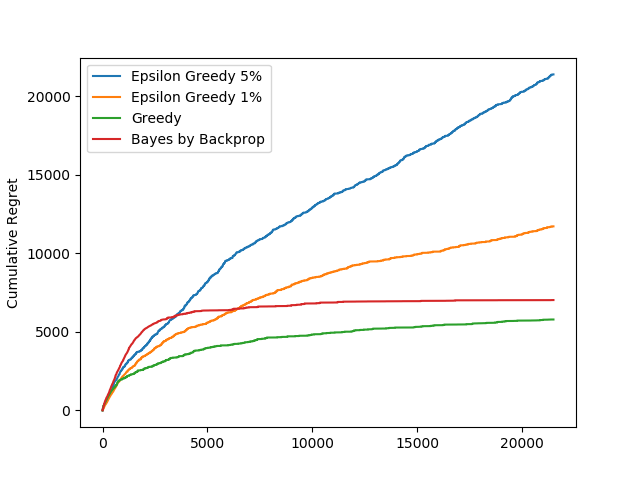 Epsilon Greedy 5%
Epsilon Greedy 1%
Greedy
Bayes by Backprop
Cumulative Regret
20000
15000
10000
5000
0
0 5000 10000 15000 20000